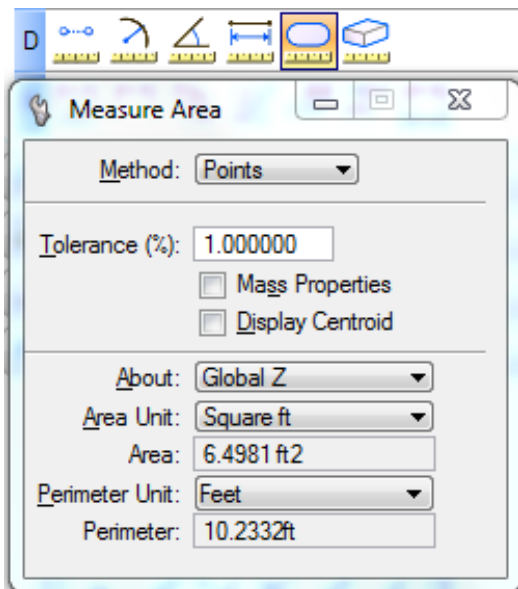 D
Measure Area
Method: Points
Tolerance (%): 1.000000
Mass Properties
Display Centroid
About: Global Z
Area Unit: Square ft
Area: 6.4981 ft2
Perimeter Unit: Feet
Perimeter: 10.2332ft